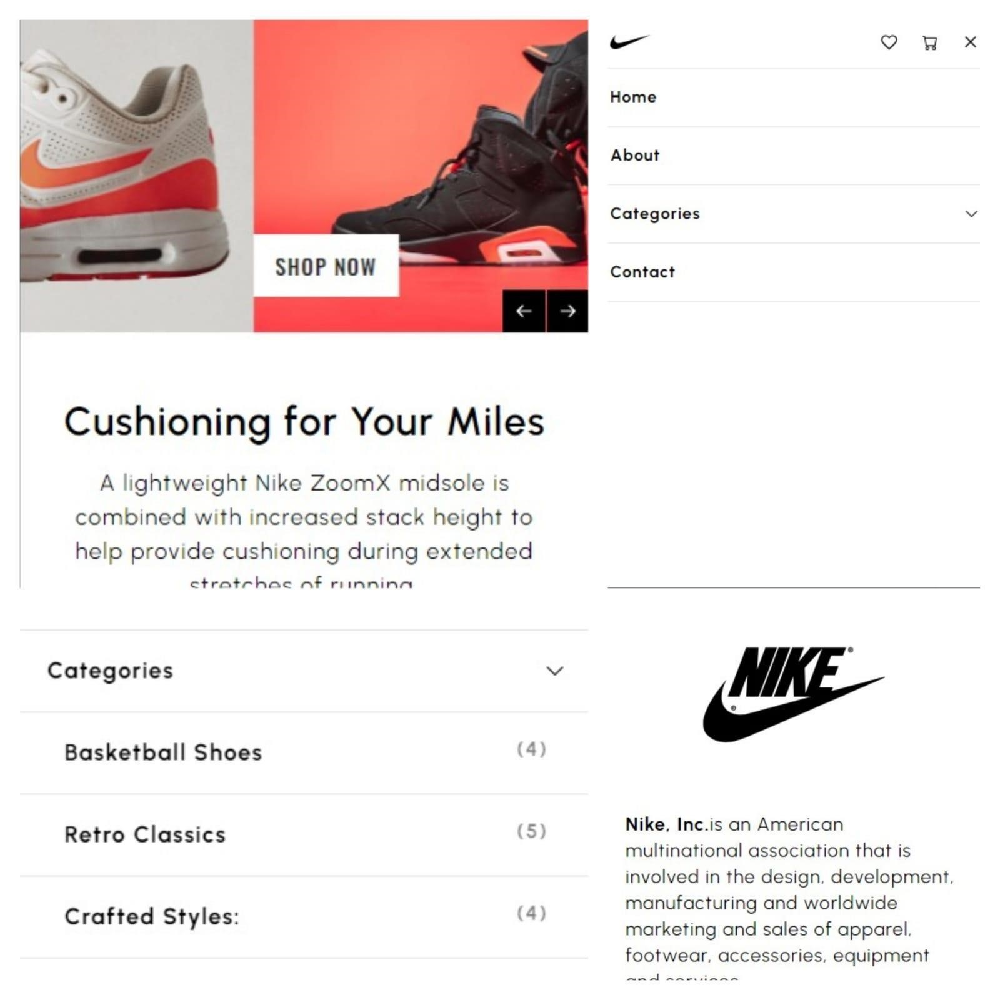 SHOP NOW
Cushioning for Your Miles
A lightweight Nike ZoomX midsole is
combined with increased stack height to
help provide cushioning during extended
stretches of running
Home
About
Categories
Contact
Categories
Basketball Shoes (4)
Retro Classics (5)
Crafted Styles: (4)
NIKE
Nike, Inc.is an American
multinational association that is
involved in the design, development,
manufacturing and worldwide
marketing and sales of apparel,
footwear, accessories, equipment
and services